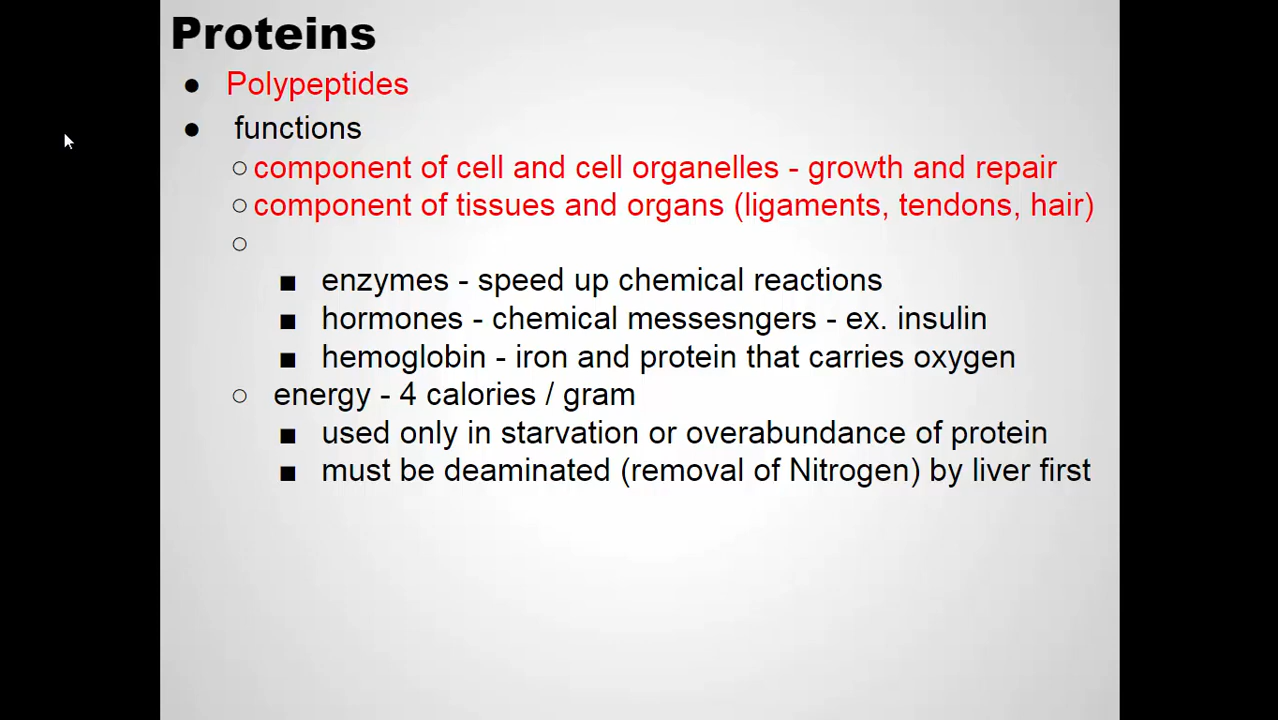 Proteins
● Polypeptides
● functions
○ component of cell and cell organelles - growth and repair
○ component of tissues and organs (ligaments, tendons, hair)
○
■ enzymes - speed up chemical reactions
■ hormones - chemical messesngers - ex. insulin
■ hemoglobin - iron and protein that carries oxygen
○ energy - 4 calories / gram
■ used only in starvation or overabundance of protein
■ must be deaminated (removal of Nitrogen) by liver first